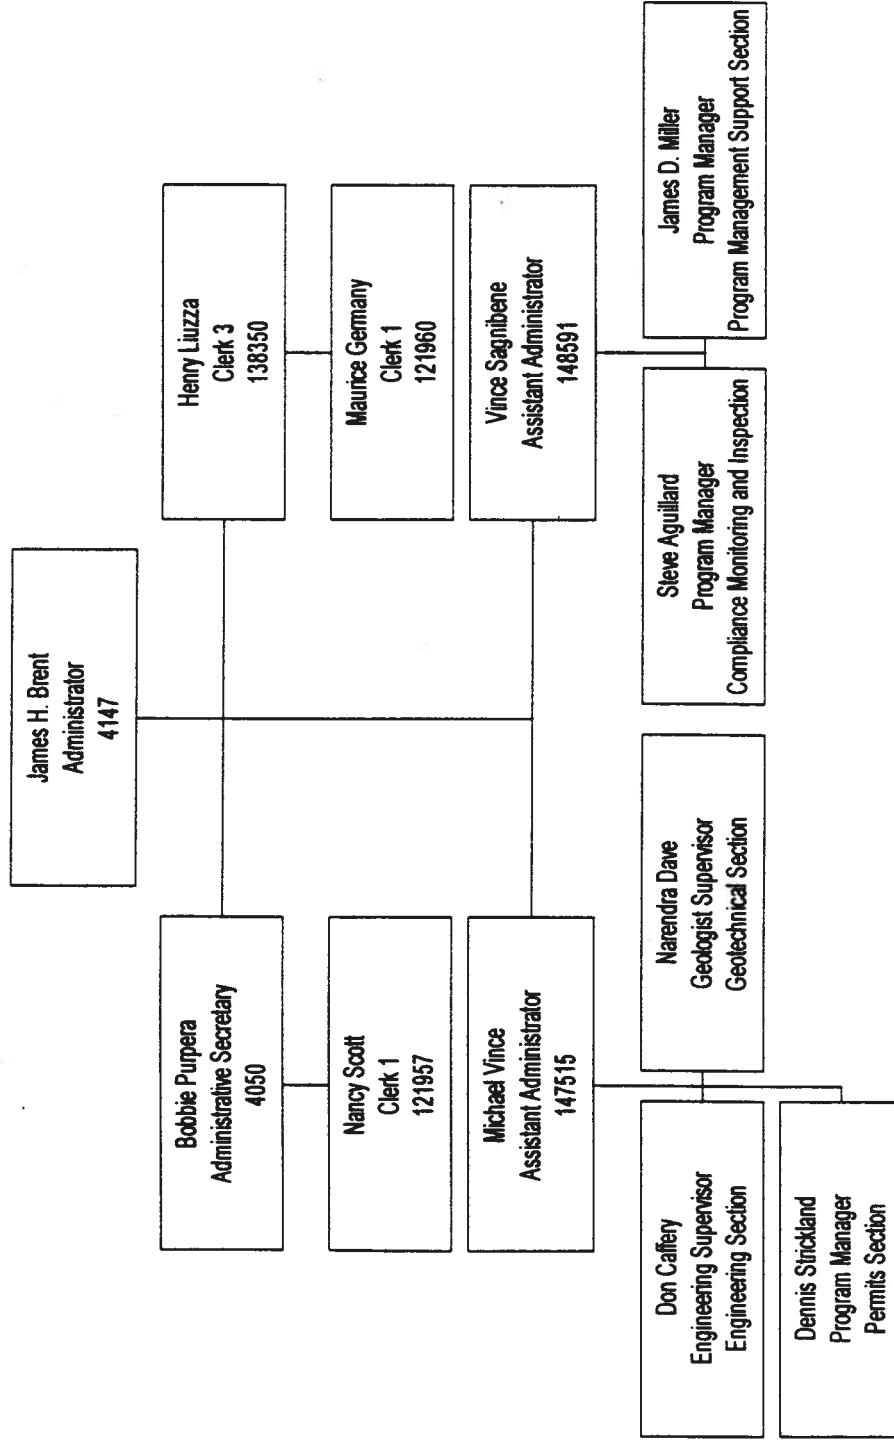 James H. Brent
Administrator
4147
Bobbie Purpera
Administrative Secretary
4050
Henry Liuzza
Clerk 3
138350
Nancy Scott
Clerk 1
121957
Maurice Germany
Clerk 1
121960
Michael Vince
Assistant Administrator
147515
Vince Sagnibene
Assistant Administrator
148591
Don Caffery
Engineering Supervisor
Engineering Section
Narendra Dave
Geologist Supervisor
Geotechnical Section
Steve Aguillard
Program Manager
Compliance Monitoring and Inspection
James D. Miller
Program Manager
Program Management Support Section
Dennis Strickland
Program Manager
Permits Section